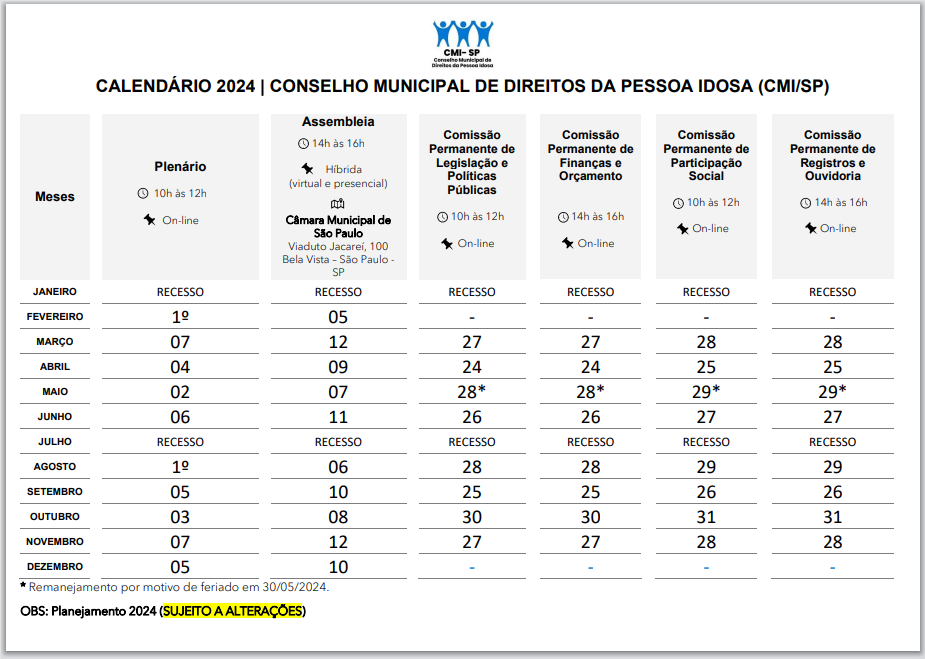 CMI- SP
Conselho Municipal de
Direitos da Pessoa Idosa
CALENDÁRIO 2024 | CONSELHO MUNICIPAL DE DIREITOS DA PESSOA IDOSA (CMI/SP)
Meses
Plenário
10h às 12h
On-line
Assembleia
14h às 16h
Híbrida
(virtual e presencial)
Câmara Municipal de
São Paulo
Viaduto Jacareí, 100
Bela Vista – São Paulo -
SP
Comissão
Permanente de
Legislação e
Políticas
Públicas
10h às 12h
On-line
Comissão
Permanente de
Finanças e
Orçamento
14h às 16h
On-line
Comissão
Permanente de
Participação
Social
10h às 12h
On-line
Comissão
Permanente de
Registros e
Ouvidoria
14h às 16h
On-line
JANEIRO RECESSO RECESSO RECESSO RECESSO RECESSO RECESSO
FEVEREIRO 1º 05 - - - -
MARÇO 07 12 27 27 28 28
ABRIL 04 09 24 24 25 25
MAIO 02 07 28* 28* 29* 29*
JUNHO 06 11 26 26 27 27
JULHO RECESSO RECESSO RECESSO RECESSO RECESSO RECESSO
AGOSTO 1º 06 28 28 29 29
SETEMBRO 05 10 25 25 26 26
OUTUBRO 03 08 30 30 31 31
NOVEMBRO 07 12 27 27 28 28
DEZEMBRO 05 10 - - - -
* Remanejamento por motivo de feriado em 30/05/2024.
OBS: Planejamento 2024 (SUJEITO A ALTERAÇÕES)